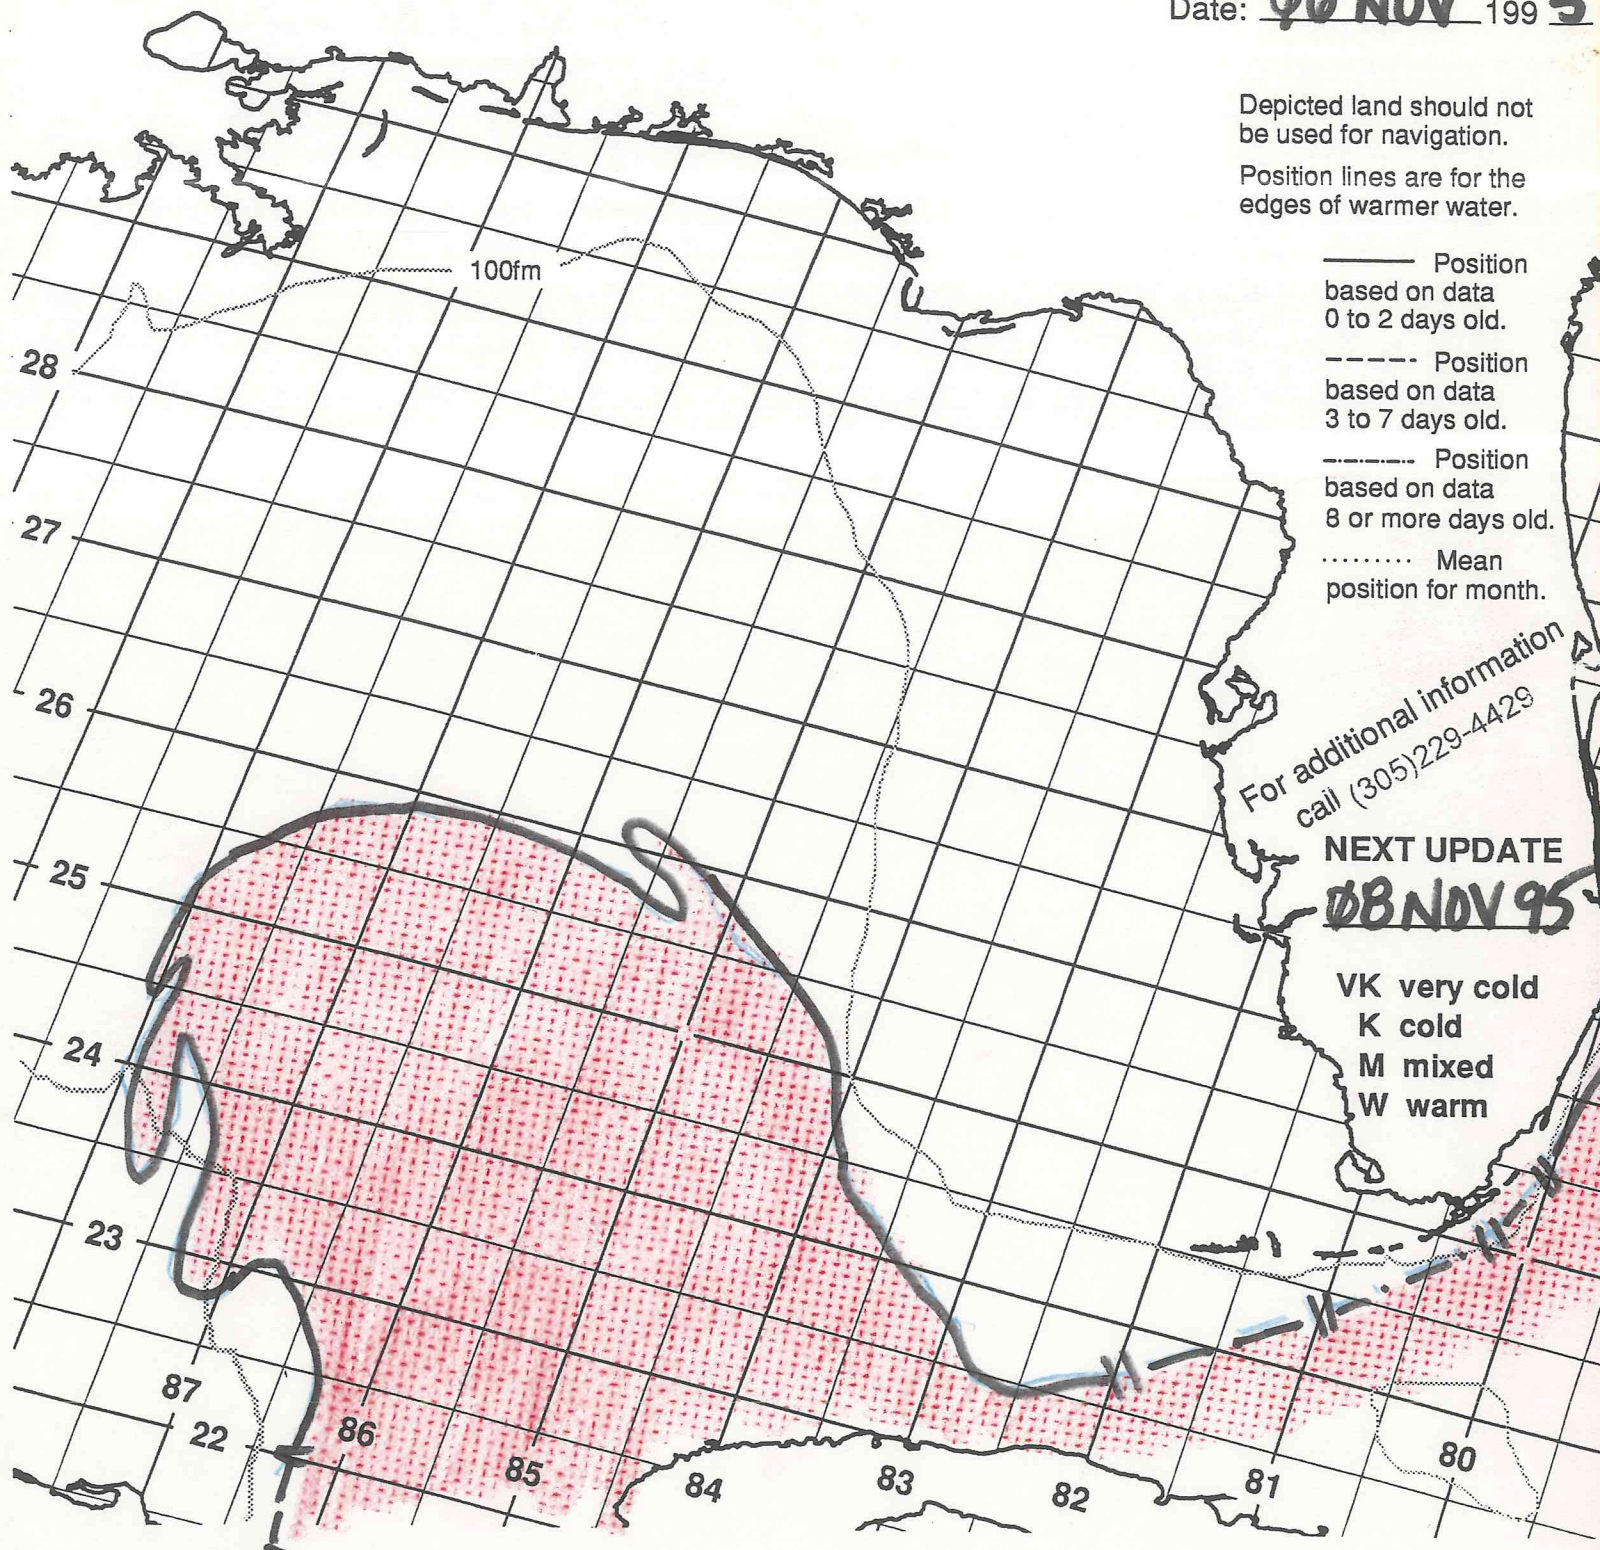 Date: 06 NOV 1995
Depicted land should not
be used for navigation.
Position lines are for the
edges of warmer water.
Position
based on data
0 to 2 days old.
Position
based on data
3 to 7 days old.
Position
based on data
8 or more days old.
Mean
position for month.
For additional information
call (305)229-4429
NEXT UPDATE
08 NOV 95
VK very cold
K cold
M mixed
W warm
100fm
28
27
26
25
24
23
87
22
86
85
84
83
82
81
80